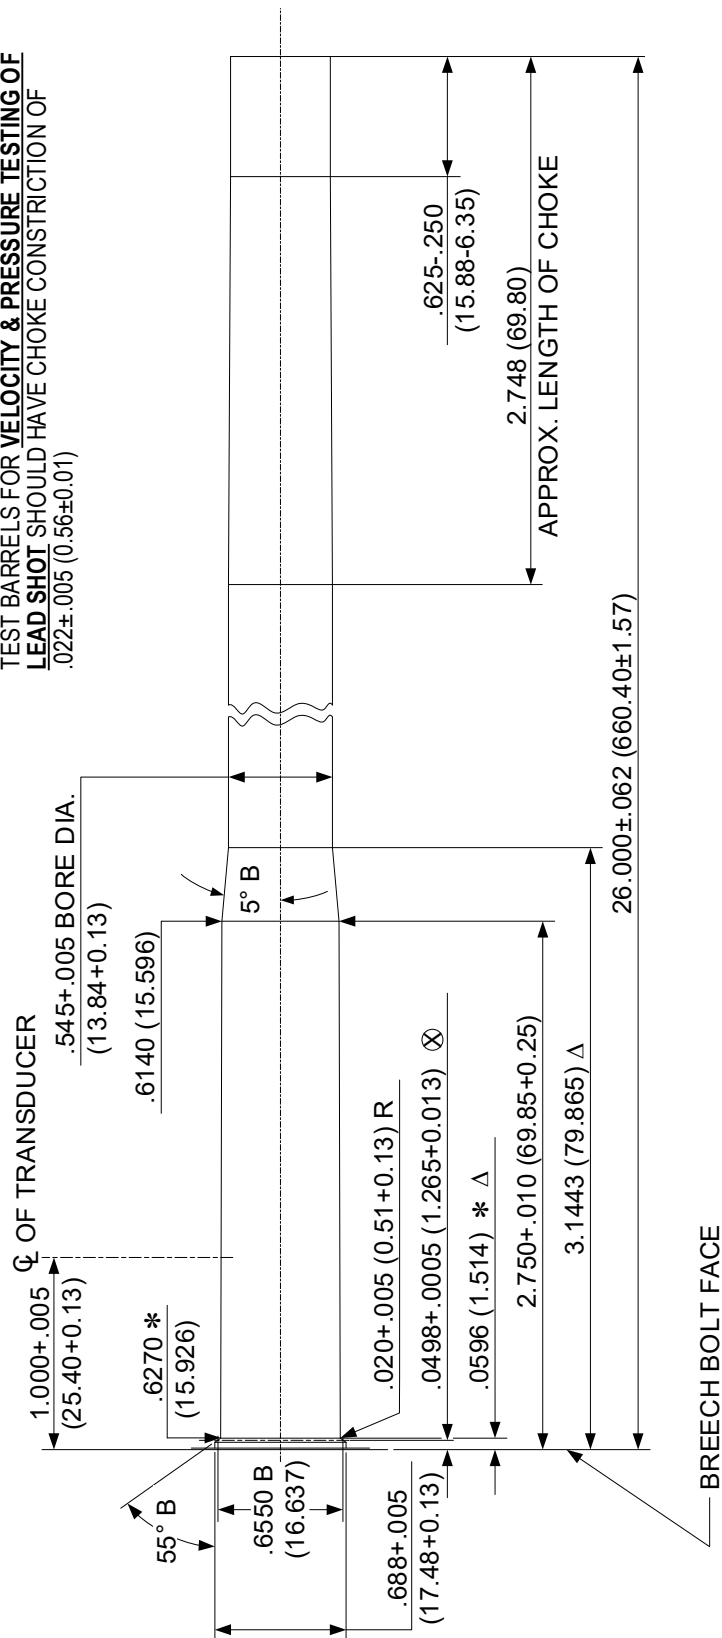 TEST BARRELS FOR VELOCITY & PRESSURE TESTING OF
LEAD SHOT SHOULD HAVE CHOKE CONSTRICTION OF
.022±.005 (0.56±0.01)
℄ OF TRANSDUCER
1.000+.005
(25.40+0.13)
.545+.005 BORE DIA.
(13.84+0.13)
.6140 (15.596)
.6270 *
(15.926)
5° B
55° B
.6550 B
(16.637)
.688+.005
(17.48+0.13)
.020+.005 (0.51+0.13) R
.0498+.0005 (1.265+0.013) ⊗
.0596 (1.514) * Δ
2.750+.010 (69.85+0.25)
3.1443 (79.865) Δ
26.000±.062 (660.40±1.57)
.625-.250
(15.88-6.35)
2.748 (69.80)
APPROX. LENGTH OF CHOKE
BREECH BOLT FACE